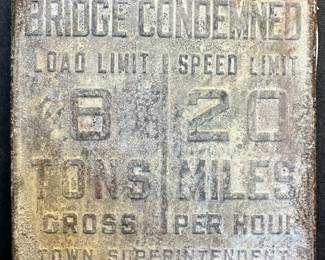 BRIDGE CONDEMNED
LOAD LIMIT SPEED LIMIT
8 20
TONS MILES
GROSS PER HOUR
TOWN SUPERINTENDENT